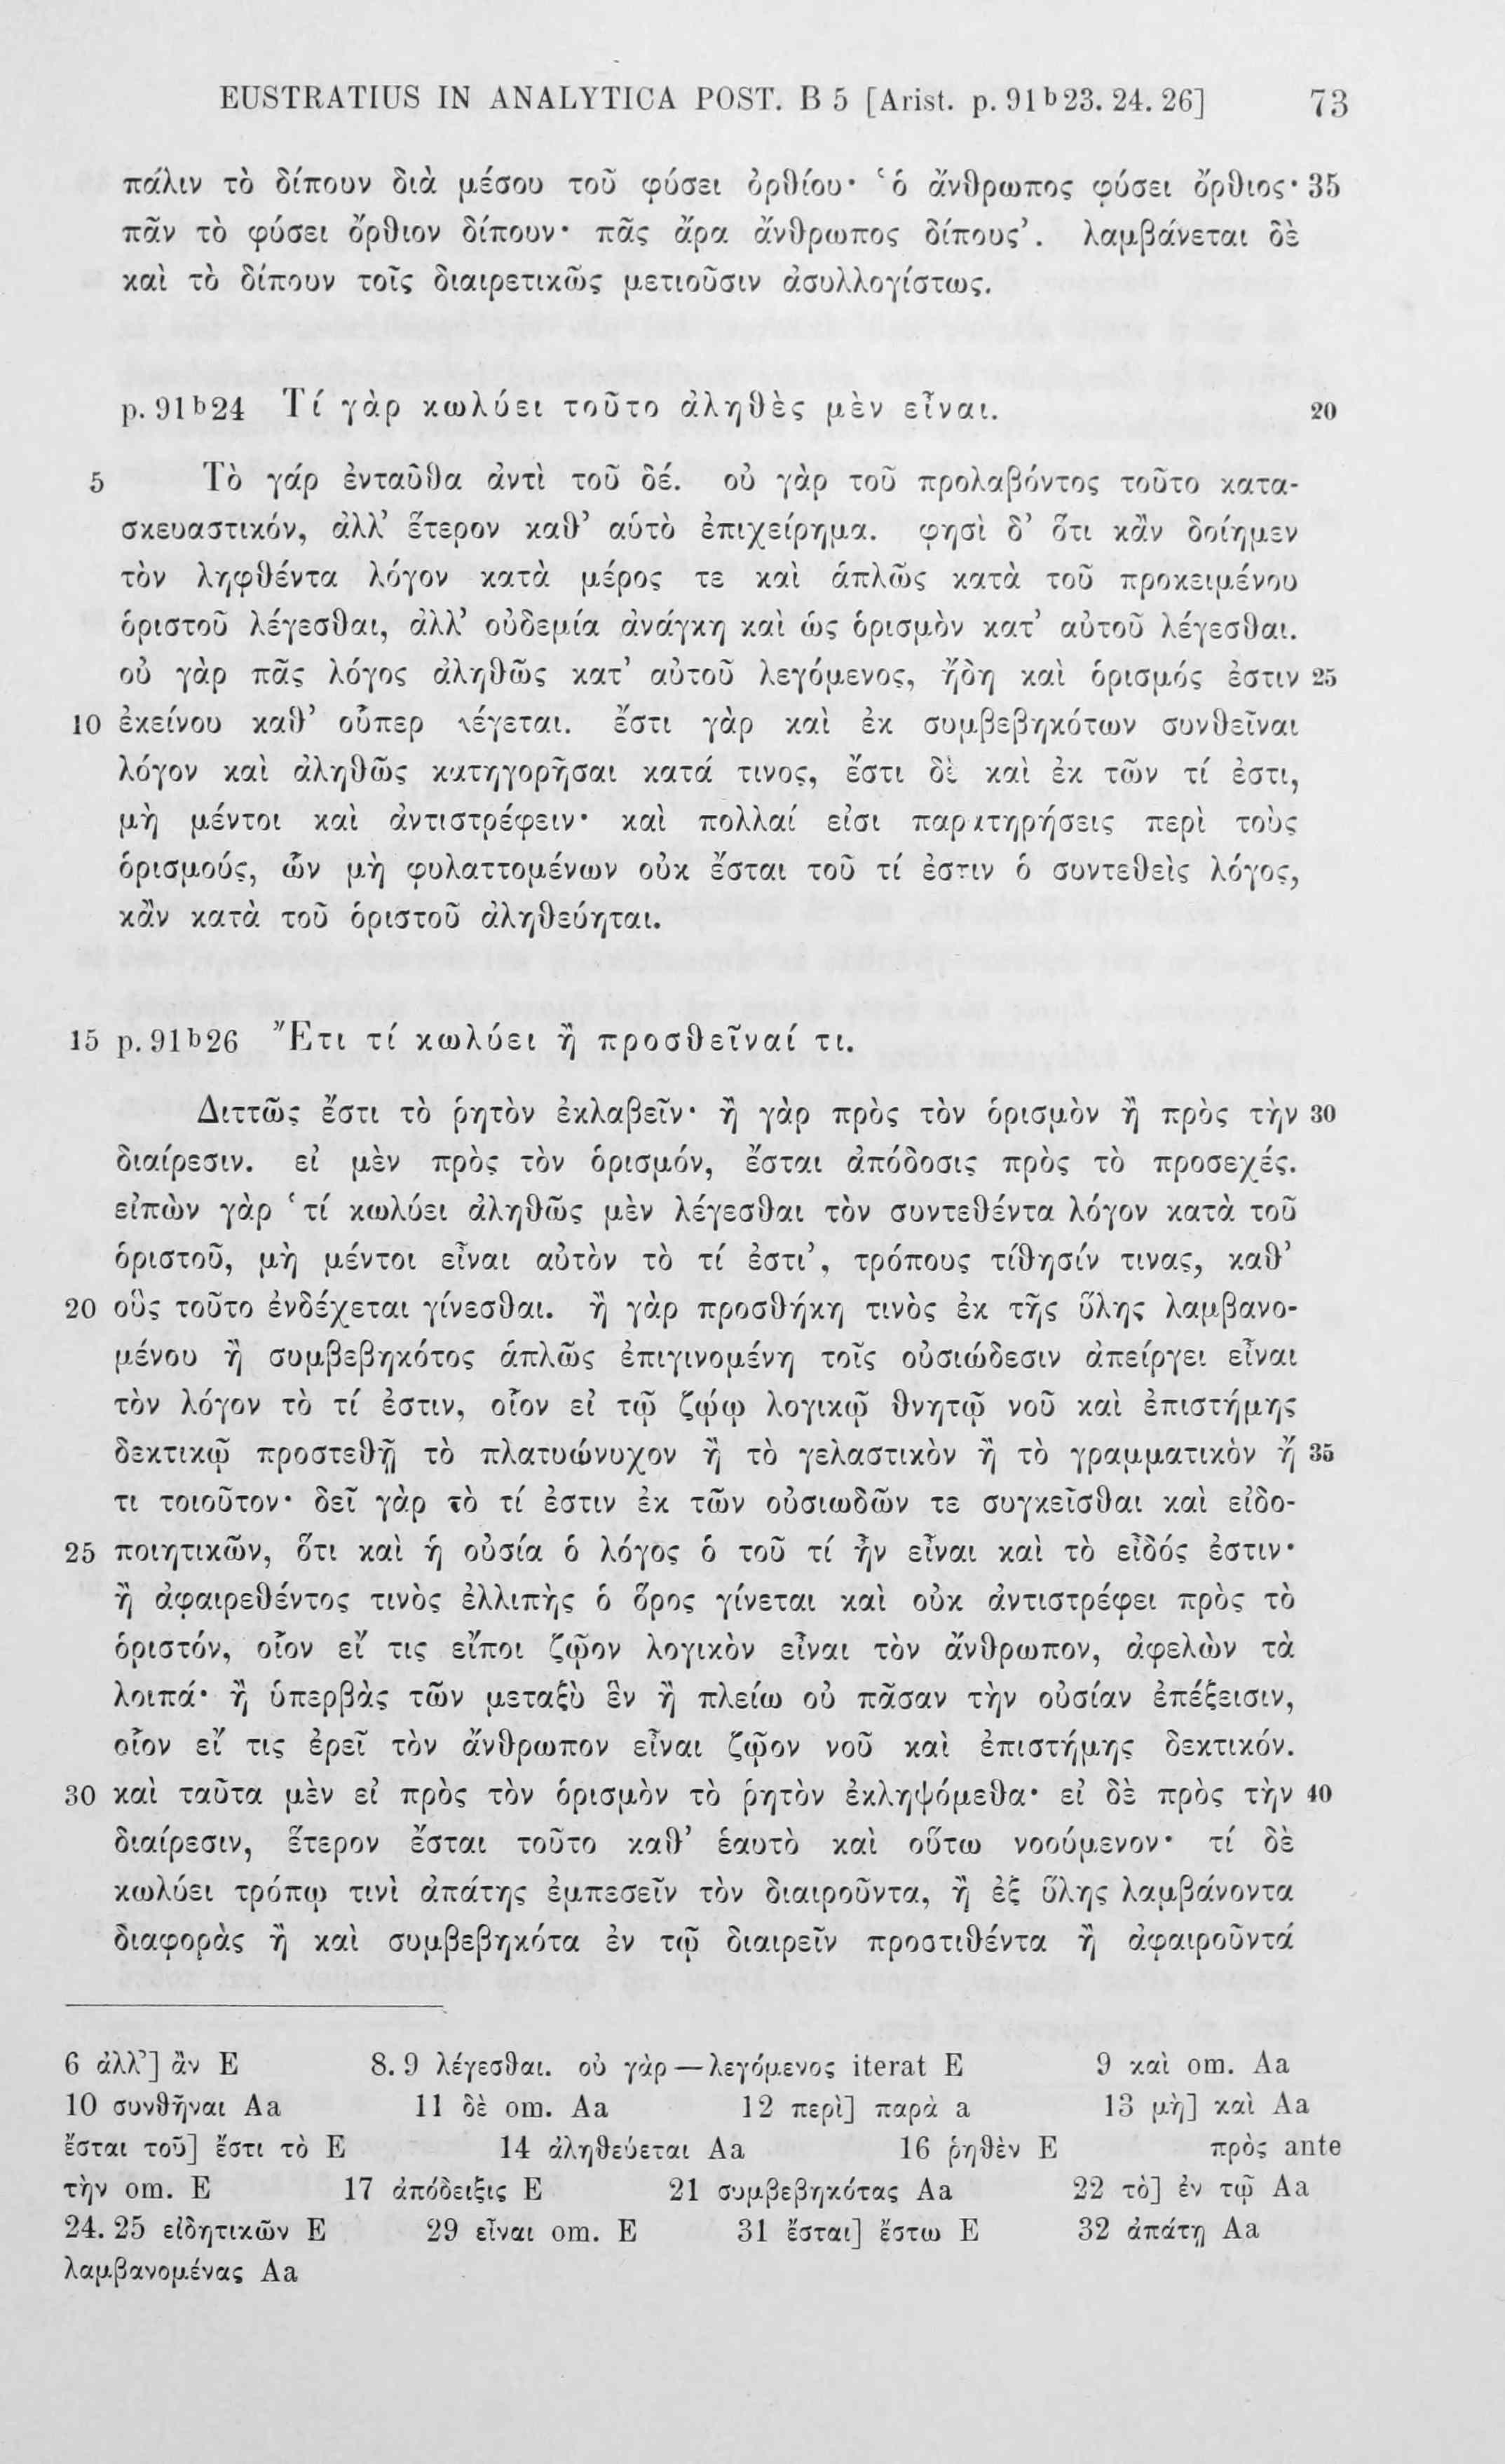 EUSTRATIUS IN ANALYTICA POST. B 5 [Arist. p. 91ᵇ23. 24. 26] 73
πάλιν τὸ δίπουν διὰ μέσου τοῦ φύσει ὀρθίου· ‘ὁ ἄνθρωπος φύσει ὄρθιος· 35
πᾶν τὸ φύσει ὄρθιον δίπουν· πᾶς ἄρα ἄνθρωπος δίπους’. λαμβάνεται δὲ
καὶ τὸ δίπουν τοῖς διαιρετικῶς μετιοῦσιν ἀσυλλογίστως.
p. 91ᵇ24 Τί γὰρ κωλύει τοῦτο ἀληθὲς μὲν εἶναι. 20
5 Τὸ γάρ ἐνταῦθα ἀντὶ τοῦ δέ. οὐ γὰρ τοῦ προλαβόντος τοῦτο κατα-
σκευαστικόν, ἀλλ’ ἕτερον καθ’ αὑτὸ ἐπιχείρημα. φησὶ δ’ ὅτι κἂν δοίημεν
τὸν ληφθέντα λόγον κατὰ μέρος τε καὶ ἁπλῶς κατὰ τοῦ προκειμένου
ὁριστοῦ λέγεσθαι, ἀλλ’ οὐδεμία ἀνάγκη καὶ ὡς ὁρισμὸν κατ’ αὐτοῦ λέγεσθαι.
οὐ γὰρ πᾶς λόγος ἀληθῶς κατ’ αὐτοῦ λεγόμενος, ἤδη καὶ ὁρισμός ἐστιν 25
10 ἐκείνου καθ’ οὗπερ λέγεται. ἔστι γὰρ καὶ ἐκ συμβεβηκότων συνθεῖναι
λόγον καὶ ἀληθῶς κατηγορῆσαι κατά τινος, ἔστι δὲ καὶ ἐκ τῶν τί ἐστι,
μὴ μέντοι καὶ ἀντιστρέφειν· καὶ πολλαί εἰσι παρατηρήσεις περὶ τοὺς
ὁρισμούς, ὧν μὴ φυλαττομένων οὐκ ἔσται τοῦ τί ἐστιν ὁ συντεθεὶς λόγος,
κἂν κατὰ τοῦ ὁριστοῦ ἀληθεύηται.
15 p. 91ᵇ26 Ἔτι τί κωλύει ἢ προσθεῖναί τι.
Διττῶς ἔστι τὸ ῥητὸν ἐκλαβεῖν· ἢ γὰρ πρὸς τὸν ὁρισμὸν ἢ πρὸς τὴν 30
διαίρεσιν. εἰ μὲν πρὸς τὸν ὁρισμόν, ἔσται ἀπόδοσις πρὸς τὸ προσεχές.
εἰπὼν γὰρ ‘τί κωλύει ἀληθῶς μὲν λέγεσθαι τὸν συντεθέντα λόγον κατὰ τοῦ
ὁριστοῦ, μὴ μέντοι εἶναι αὐτὸν τὸ τί ἐστι’, τρόπους τίθησίν τινας, καθ’
20 οὓς τοῦτο ἐνδέχεται γίνεσθαι. ἢ γὰρ προσθήκη τινὸς ἐκ τῆς ὕλης λαμβανο-
μένου ἢ συμβεβηκότος ἁπλῶς ἐπιγινομένη τοῖς οὐσιώδεσιν ἀπείργει εἶναι
τὸν λόγον τὸ τί ἐστιν, οἷον εἰ τῷ ζῴῳ λογικῷ θνητῷ νοῦ καὶ ἐπιστήμης
δεκτικῷ προστεθῇ τὸ πλατυώνυχον ἢ τὸ γελαστικὸν ἢ τὸ γραμματικὸν ἤ 35
τι τοιοῦτον· δεῖ γὰρ τὸ τί ἐστιν ἐκ τῶν οὐσιωδῶν τε συγκεῖσθαι καὶ εἰδο-
25 ποιητικῶν, ὅτι καὶ ἡ οὐσία ὁ λόγος ὁ τοῦ τί ἦν εἶναι καὶ τὸ εἶδός ἐστιν·
ἢ ἀφαιρεθέντος τινὸς ἐλλιπὴς ὁ ὅρος γίνεται καὶ οὐκ ἀντιστρέφει πρὸς τὸ
ὁριστόν, οἷον εἴ τις εἴποι ζῷον λογικὸν εἶναι τὸν ἄνθρωπον, ἀφελὼν τὰ
λοιπά· ἢ ὑπερβὰς τῶν μεταξὺ ἓν ἢ πλείω οὐ πᾶσαν τὴν οὐσίαν ἐπέξεισιν,
οἷον εἴ τις ἐρεῖ τὸν ἄνθρωπον εἶναι ζῷον νοῦ καὶ ἐπιστήμης δεκτικόν.
30 καὶ ταῦτα μὲν εἰ πρὸς τὸν ὁρισμὸν τὸ ῥητὸν ἐκληψόμεθα· εἰ δὲ πρὸς τὴν 40
διαίρεσιν, ἕτερον ἔσται τοῦτο καθ’ ἑαυτὸ καὶ οὕτω νοούμενον· τί δὲ
κωλύει τρόπῳ τινὶ ἀπάτης ἐμπεσεῖν τὸν διαιροῦντα, ἢ ἐξ ὕλης λαμβάνοντα
διαφορὰς ἢ καὶ συμβεβηκότα ἐν τῷ διαιρεῖν προστιθέντα ἢ ἀφαιροῦντά
6 ἀλλ’] ἂν E 8. 9 λέγεσθαι. οὐ γὰρ — λεγόμενος iterat E 9 καὶ om. Aa
10 συνθῆναι Aa 11 δὲ om. Aa 12 περὶ] παρὰ a 13 μὴ] καὶ Aa
ἔσται τοῦ] ἔστι τὸ E 14 ἀληθεύεται Aa 16 ῥηθὲν E πρὸς ante
τὴν om. E 17 ἀπόδειξις E 21 συμβεβηκότας Aa 22 τὸ] ἐν τῷ Aa
24. 25 εἰδητικῶν E 29 εἶναι om. E 31 ἔσται] ἔστω E 32 ἀπάτῃ Aa
λαμβανομένας Aa